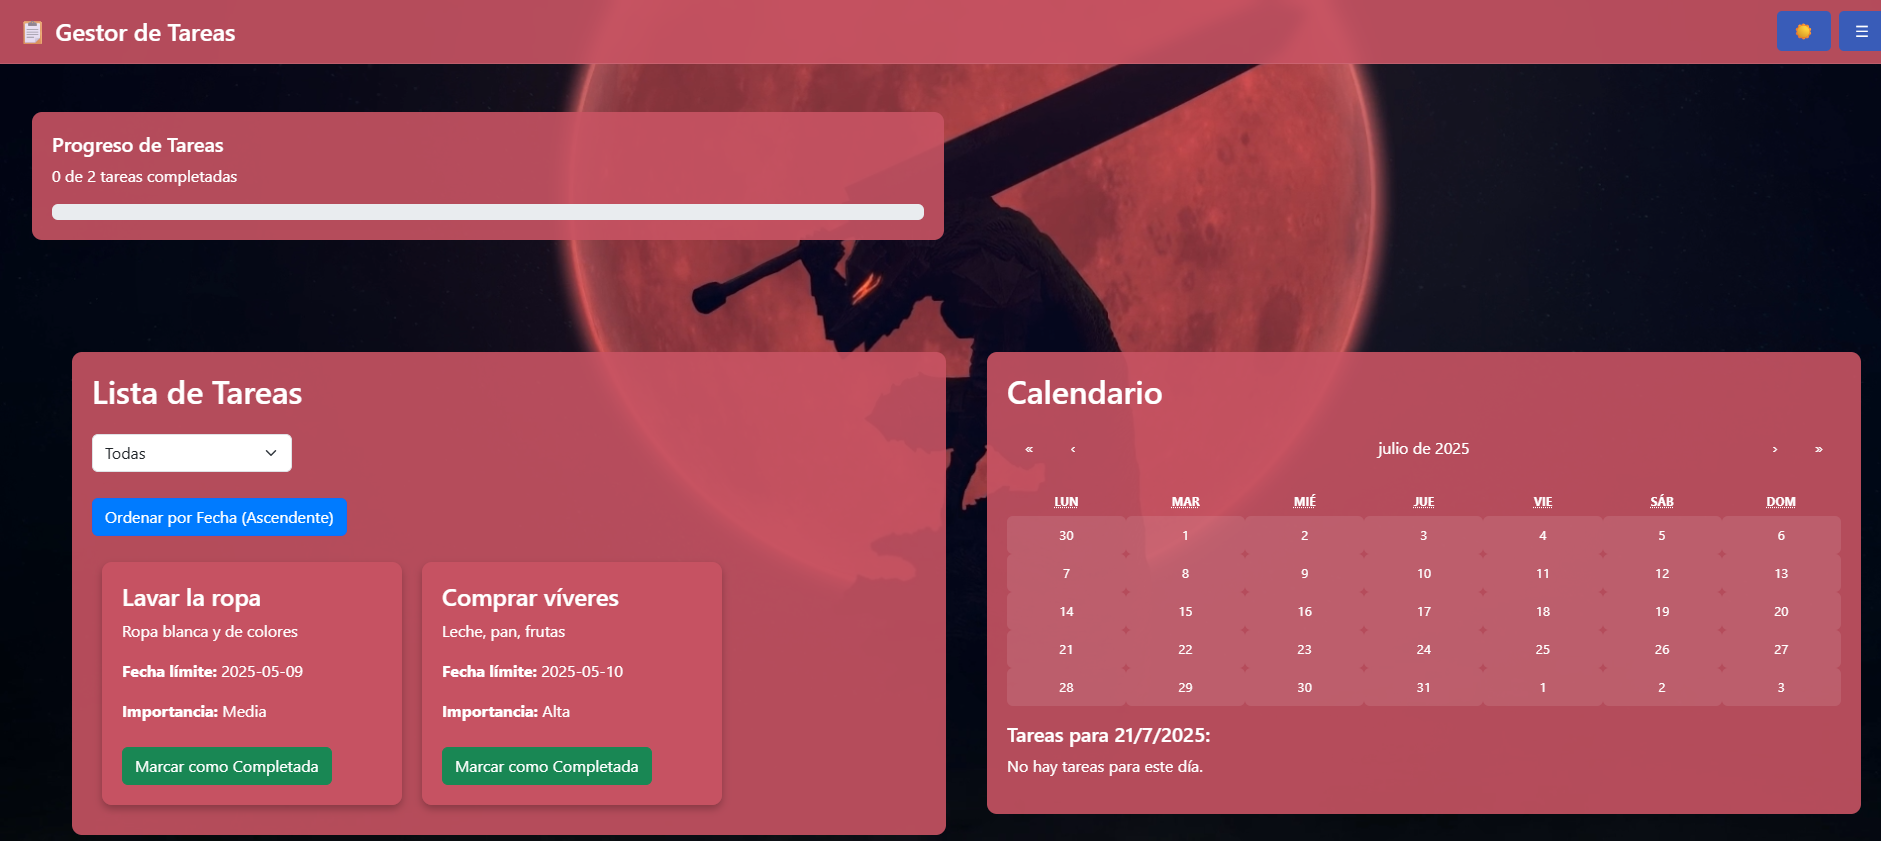 Gestor de Tareas
☰
Progreso de Tareas
0 de 2 tareas completadas
Lista de Tareas
Todas
Ordenar por Fecha (Ascendente)
Lavar la ropa
Ropa blanca y de colores
Fecha límite: 2025-05-09
Importancia: Media
Marcar como Completada
Comprar víveres
Leche, pan, frutas
Fecha límite: 2025-05-10
Importancia: Alta
Marcar como Completada
Calendario
« ‹ julio de 2025 › »
LUN MAR MIÉ JUE VIE SÁB DOM
30 1 2 3 4 5 6
7 8 9 10 11 12 13
14 15 16 17 18 19 20
21 22 23 24 25 26 27
28 29 30 31 1 2 3
Tareas para 21/7/2025:
No hay tareas para este día.